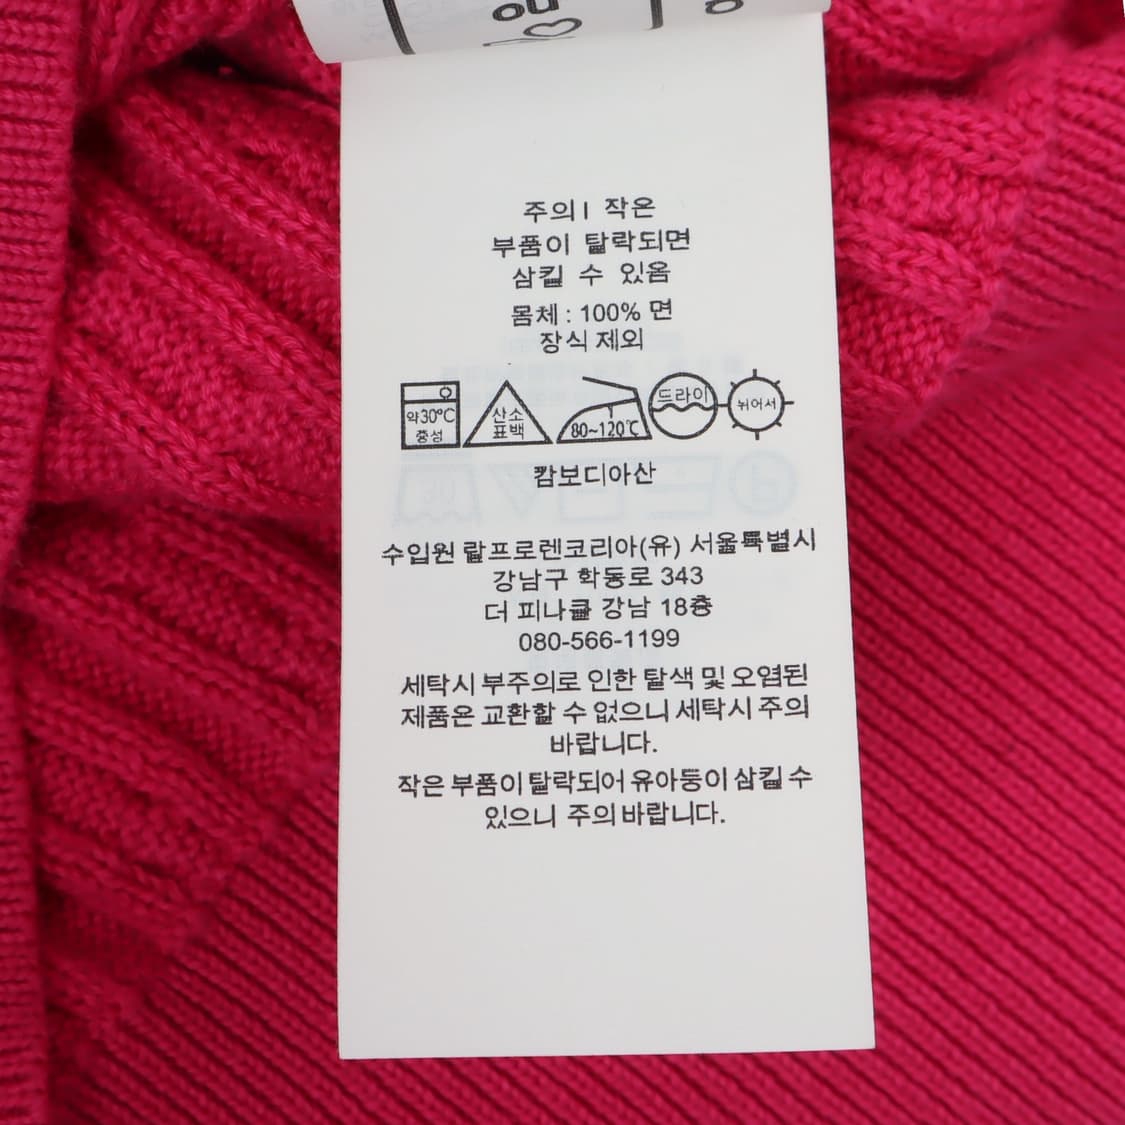 주의! 작은
부품이 탈락되면
삼킬 수 있음
몸체 : 100% 면
장식 제외
약30℃
중성
산소
표백
80~120℃
드라이
뉘어서
캄보디아산
수입원 랄프로렌코리아(유) 서울특별시
강남구 학동로 343
더 피나클 강남 18층
080-566-1199
세탁시 부주의로 인한 탈색 및 오염된
제품은 교환할 수 없으니 세탁시 주의
바랍니다.
작은 부품이 탈락되어 유아등이 삼킬 수
있으니 주의 바랍니다.